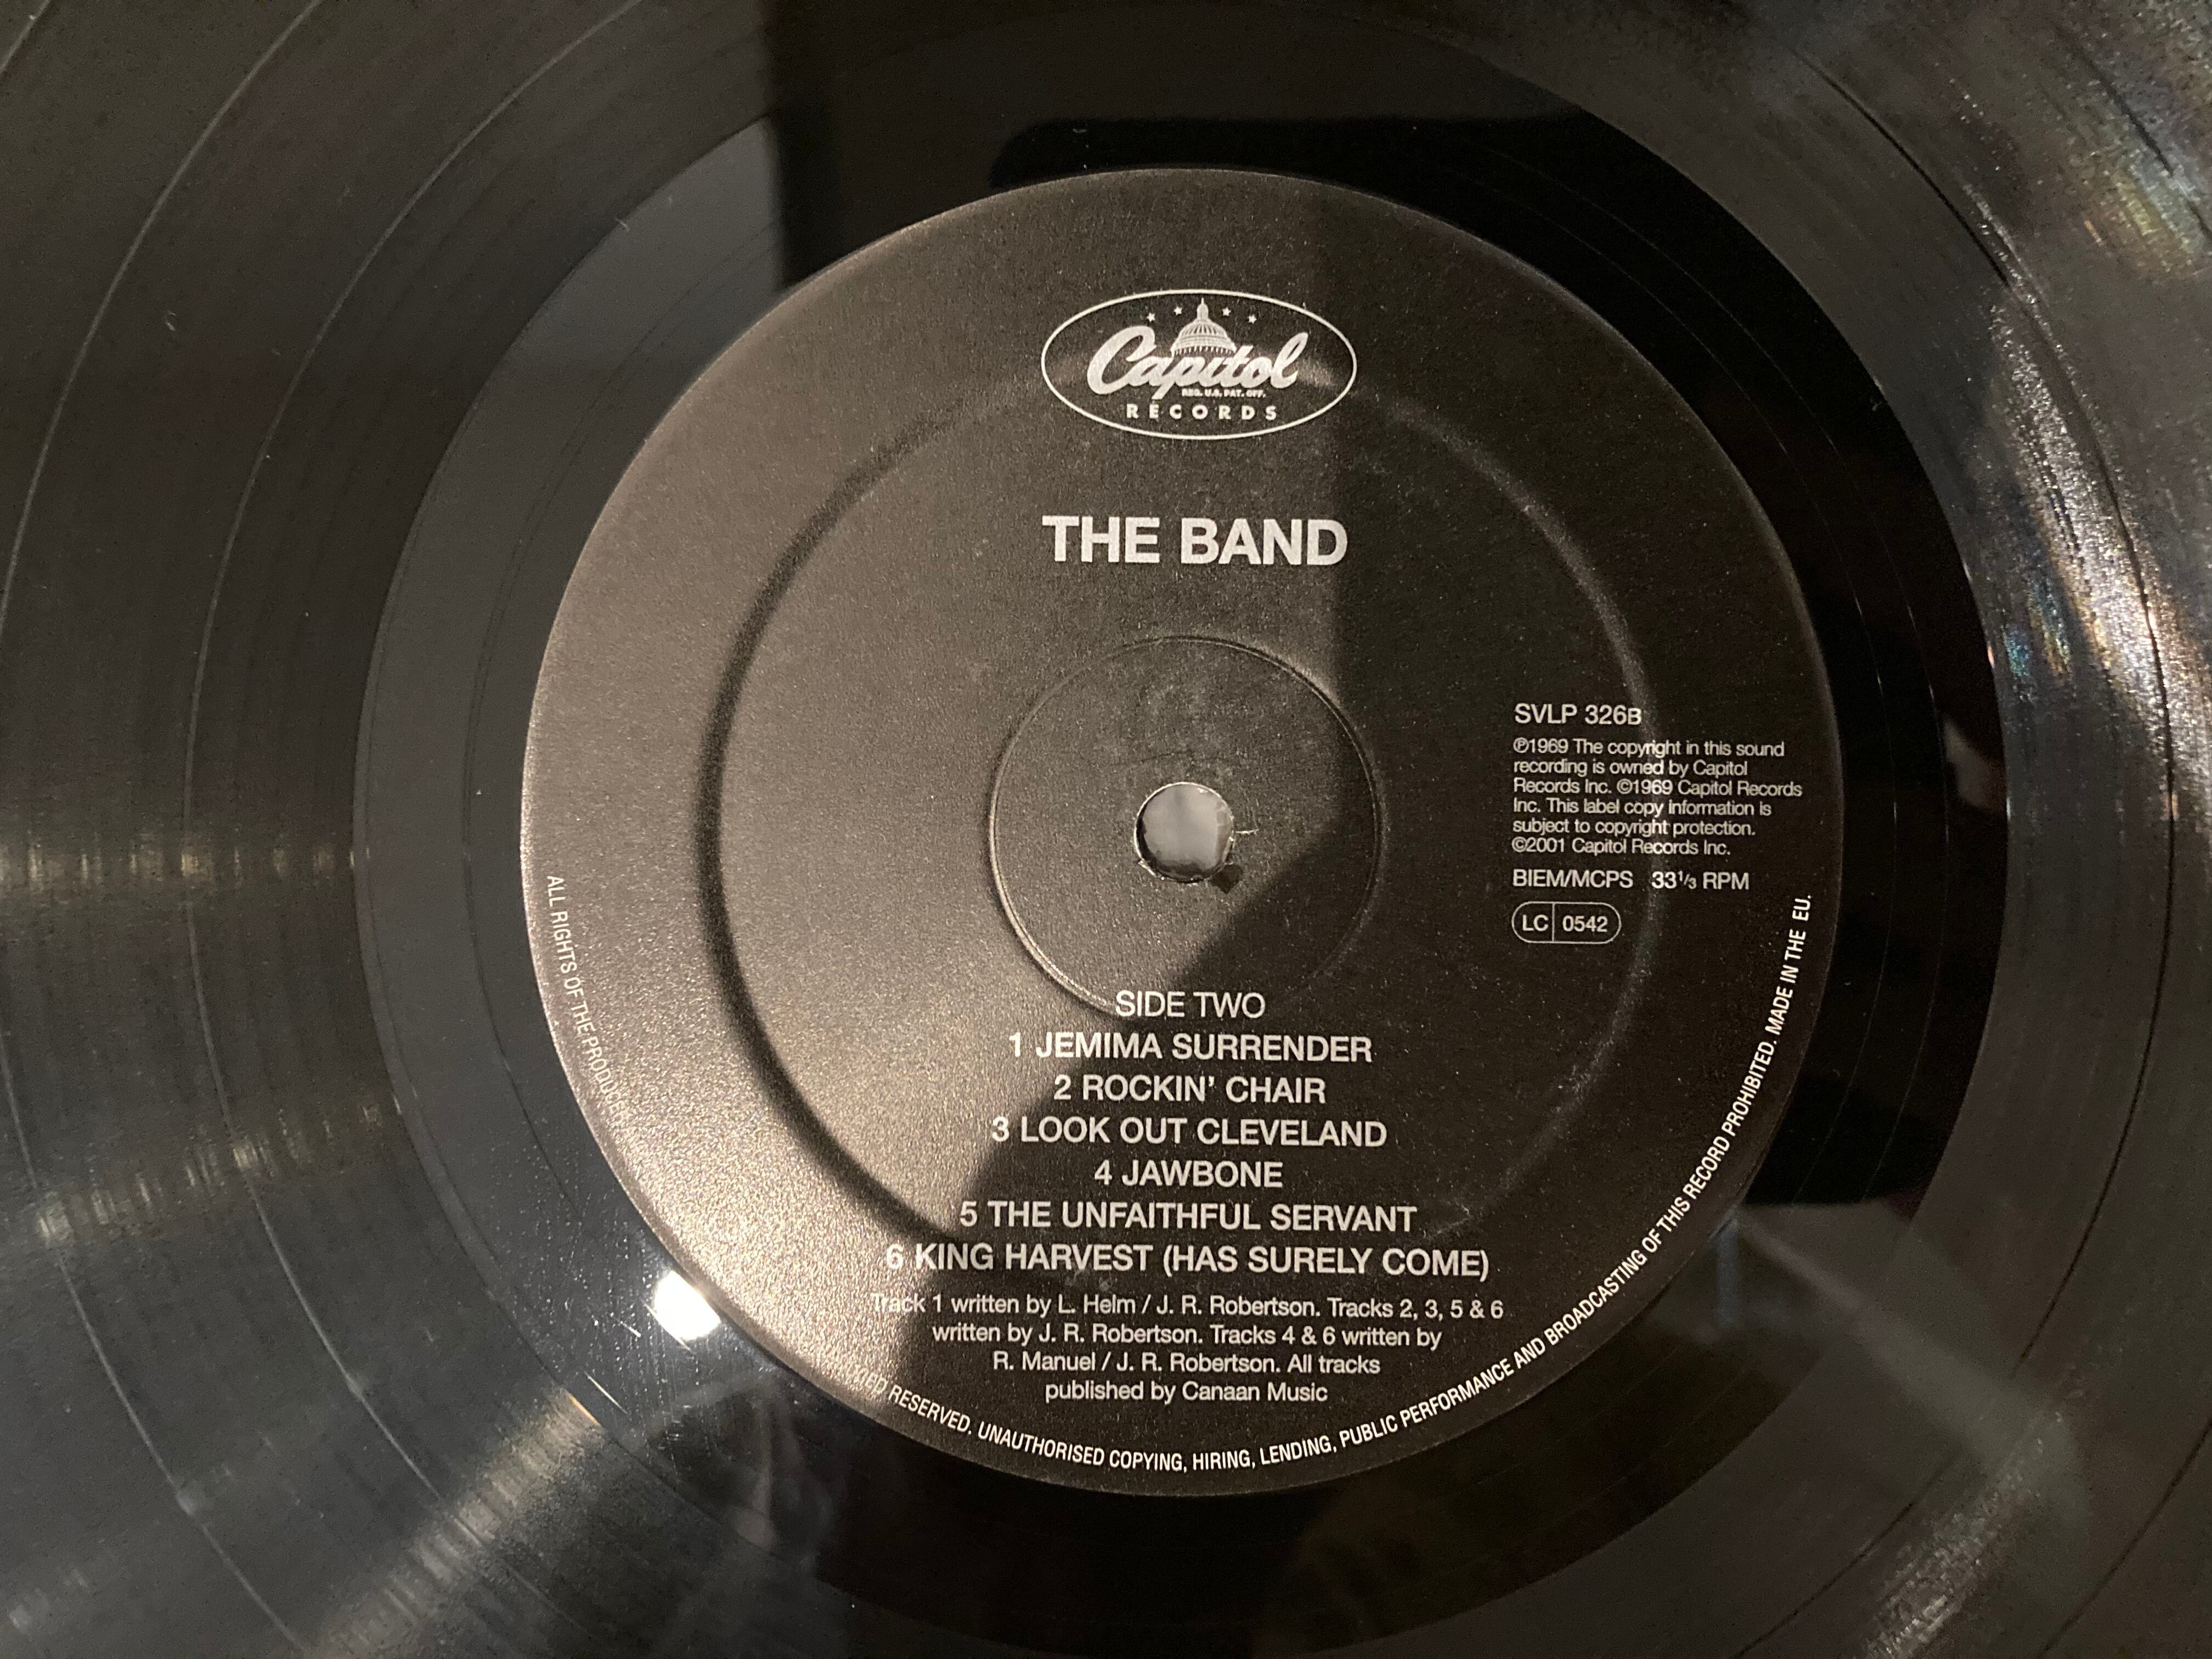 Capitol
REG. U.S. PAT. OFF.
RECORDS
THE BAND
SVLP 326B
℗1969 The copyright in this sound
recording is owned by Capitol
Records Inc. ©1969 Capitol Records
Inc. This label copy information is
subject to copyright protection.
©2001 Capitol Records Inc.
BIEM/MCPS 33⅓ RPM
LC 0542
SIDE TWO
1 JEMIMA SURRENDER
2 ROCKIN' CHAIR
3 LOOK OUT CLEVELAND
4 JAWBONE
5 THE UNFAITHFUL SERVANT
6 KING HARVEST (HAS SURELY COME)
Track 1 written by L. Helm / J. R. Robertson. Tracks 2, 3, 5 & 6
written by J. R. Robertson. Tracks 4 & 6 written by
R. Manuel / J. R. Robertson. All tracks
published by Canaan Music
ALL RIGHTS OF THE PRODUCER RESERVED. UNAUTHORISED COPYING, HIRING, LENDING, PUBLIC PERFORMANCE AND BROADCASTING OF THIS RECORD PROHIBITED. MADE IN THE EU.